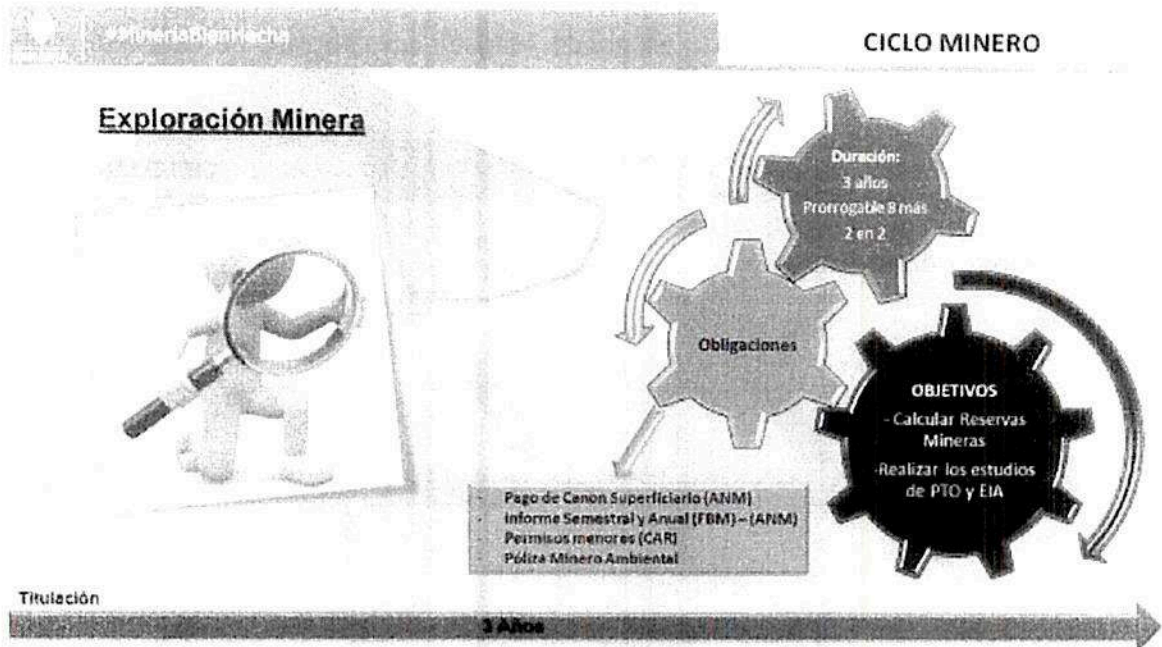 #MineríaBienHecha
CICLO MINERO
Exploración Minera
Duración:
3 años
Prorrogable 8 más
2 en 2
Obligaciones
OBJETIVOS
- Calcular Reservas
Mineras
-Realizar los estudios
de PTO y EIA
- Pago de Canon Superficiario (ANM)
- Informe Semestral y Anual (FBM) – (ANM)
- Permisos menores (CAR)
- Póliza Minero Ambiental
Titulación
3 Años